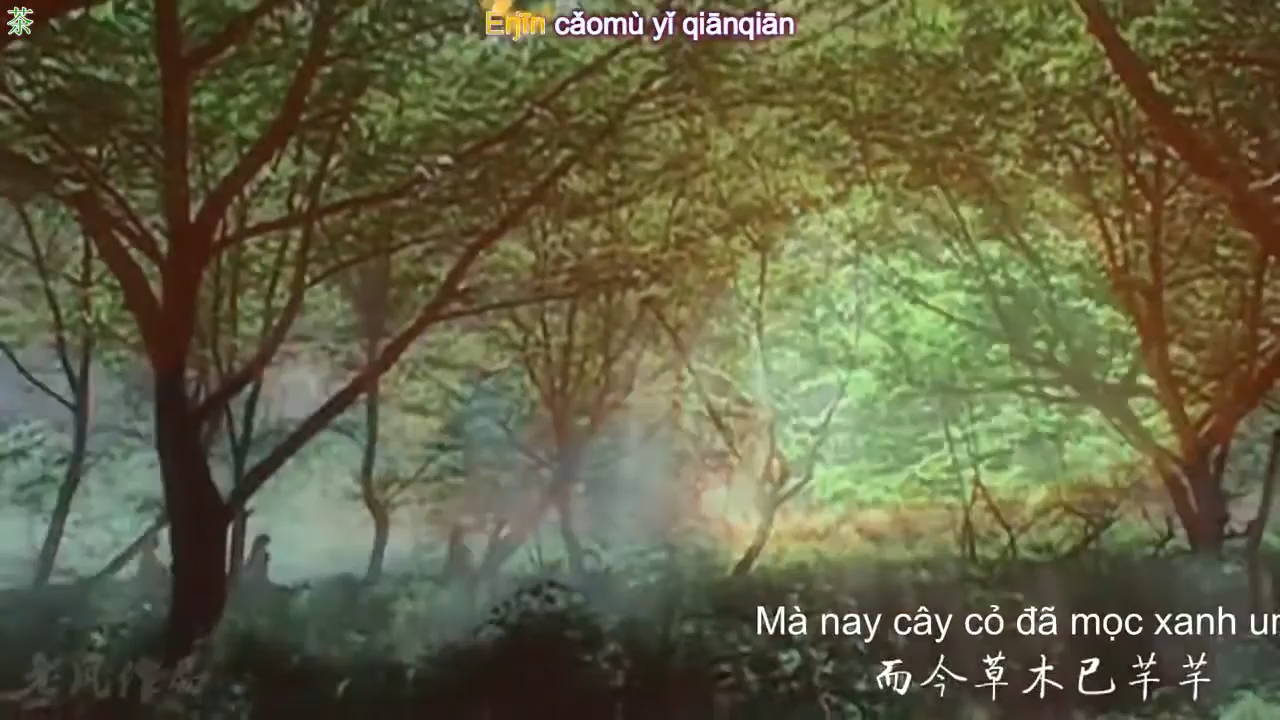 茶
Érjīn cǎomù yǐ qiānqiān
Mà nay cây cỏ đã mọc xanh
而今草木已芊芊